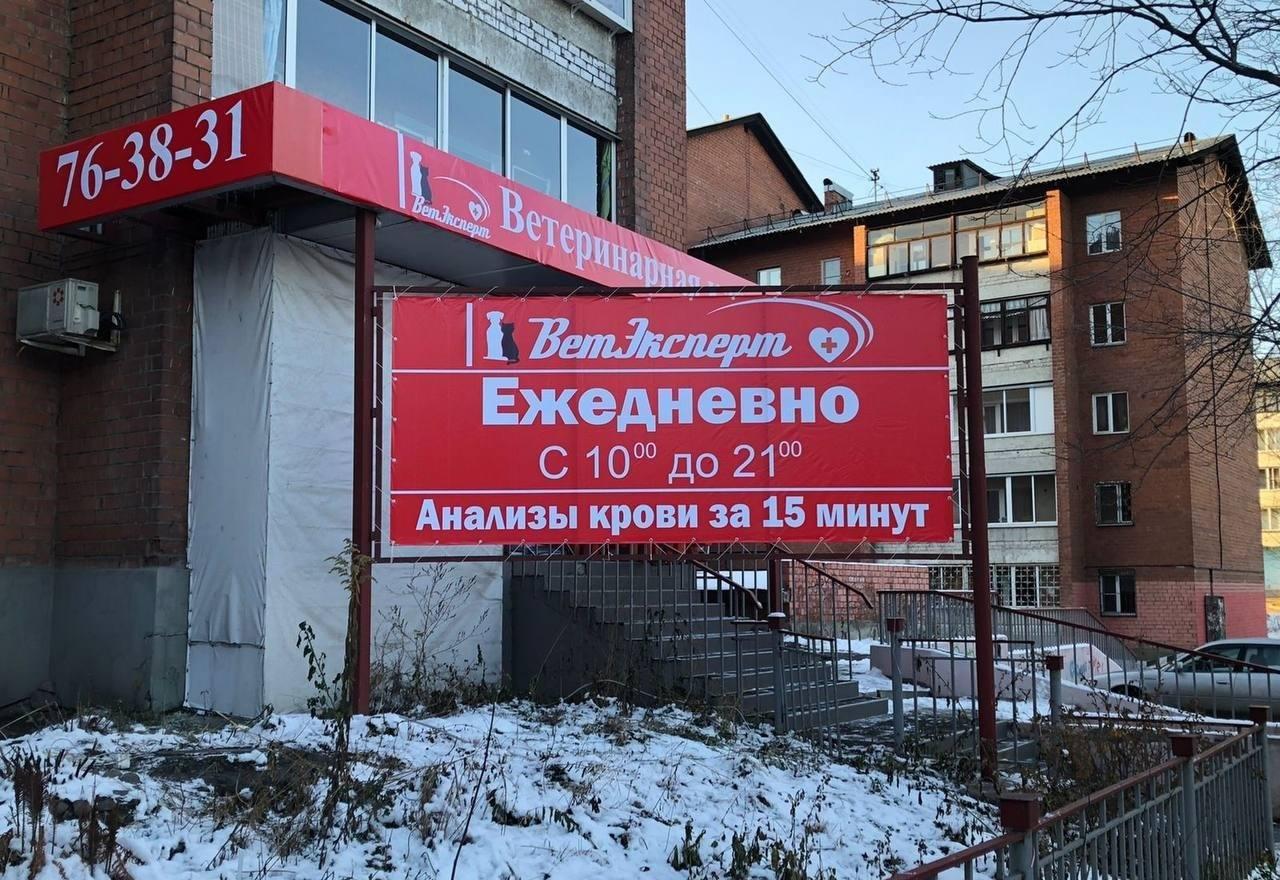 76-38-31
ВетЭксперт
Ветеринарная
ВетЭксперт
Ежедневно
С 10⁰⁰ до 21⁰⁰
Анализы крови за 15 минут